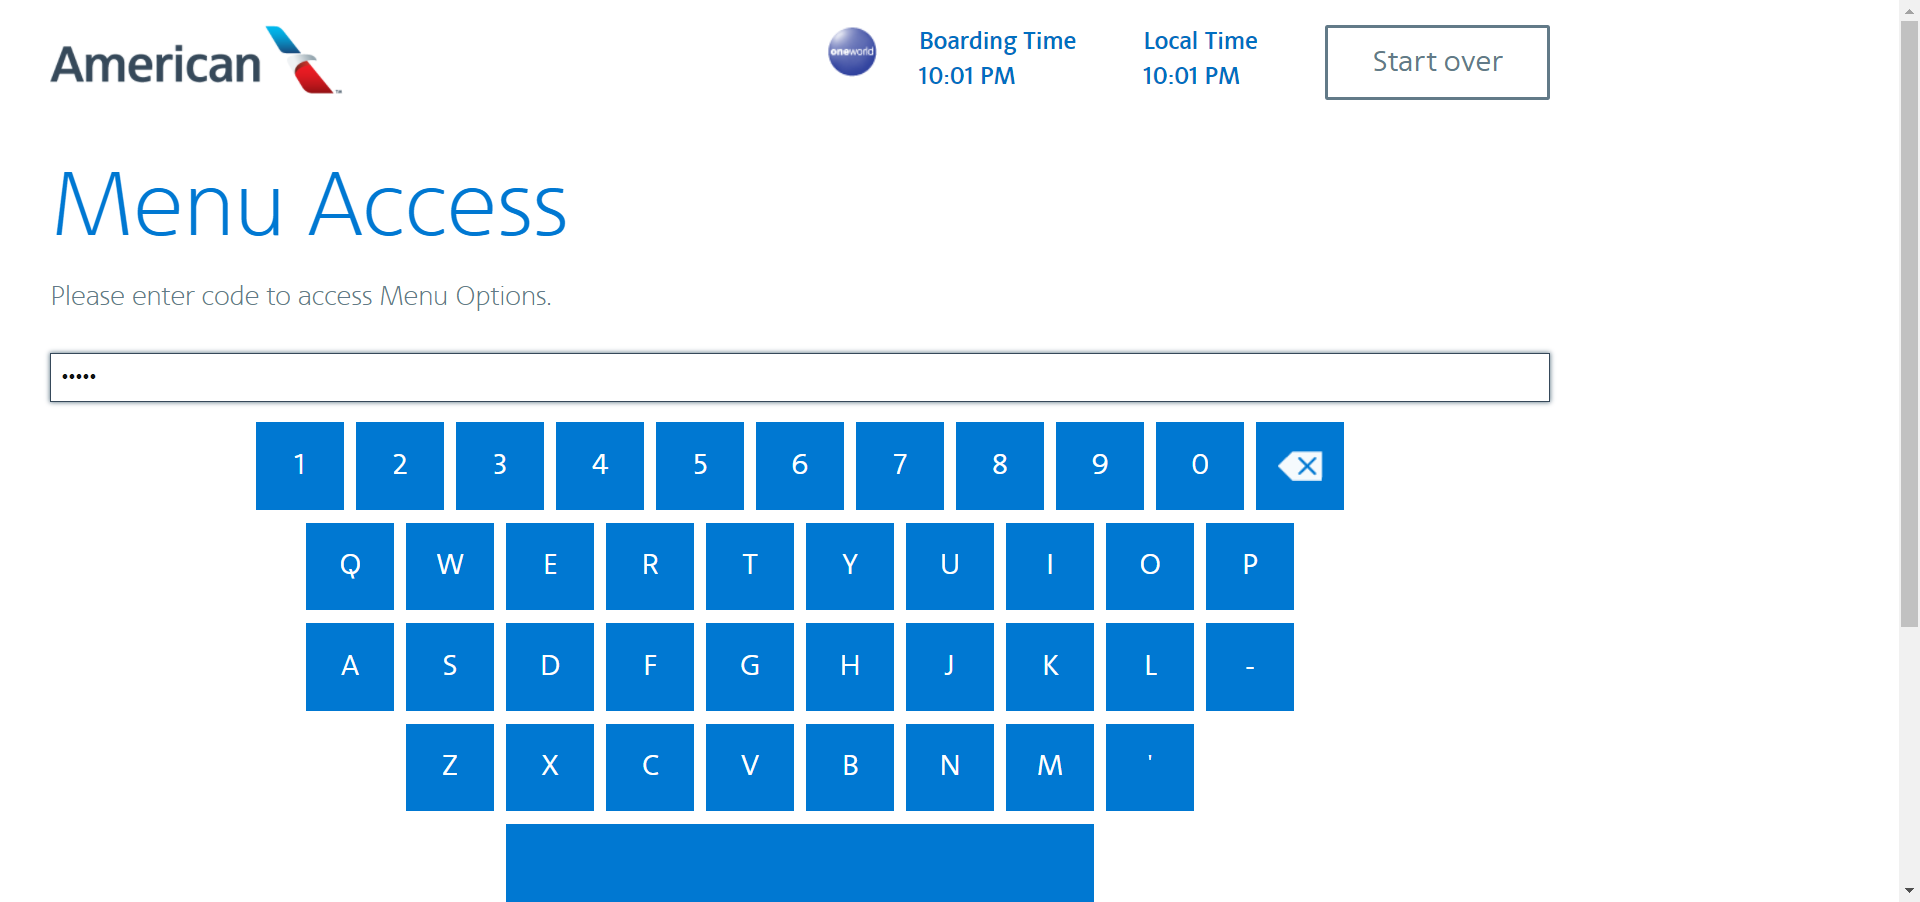 American
TM
oneworld
Boarding Time
10:01 PM
Local Time
10:01 PM
Start over
Menu Access
Please enter code to access Menu Options.
•••••
1 2 3 4 5 6 7 8 9 0
Q W E R T Y U I O P
A S D F G H J K L -
Z X C V B N M '